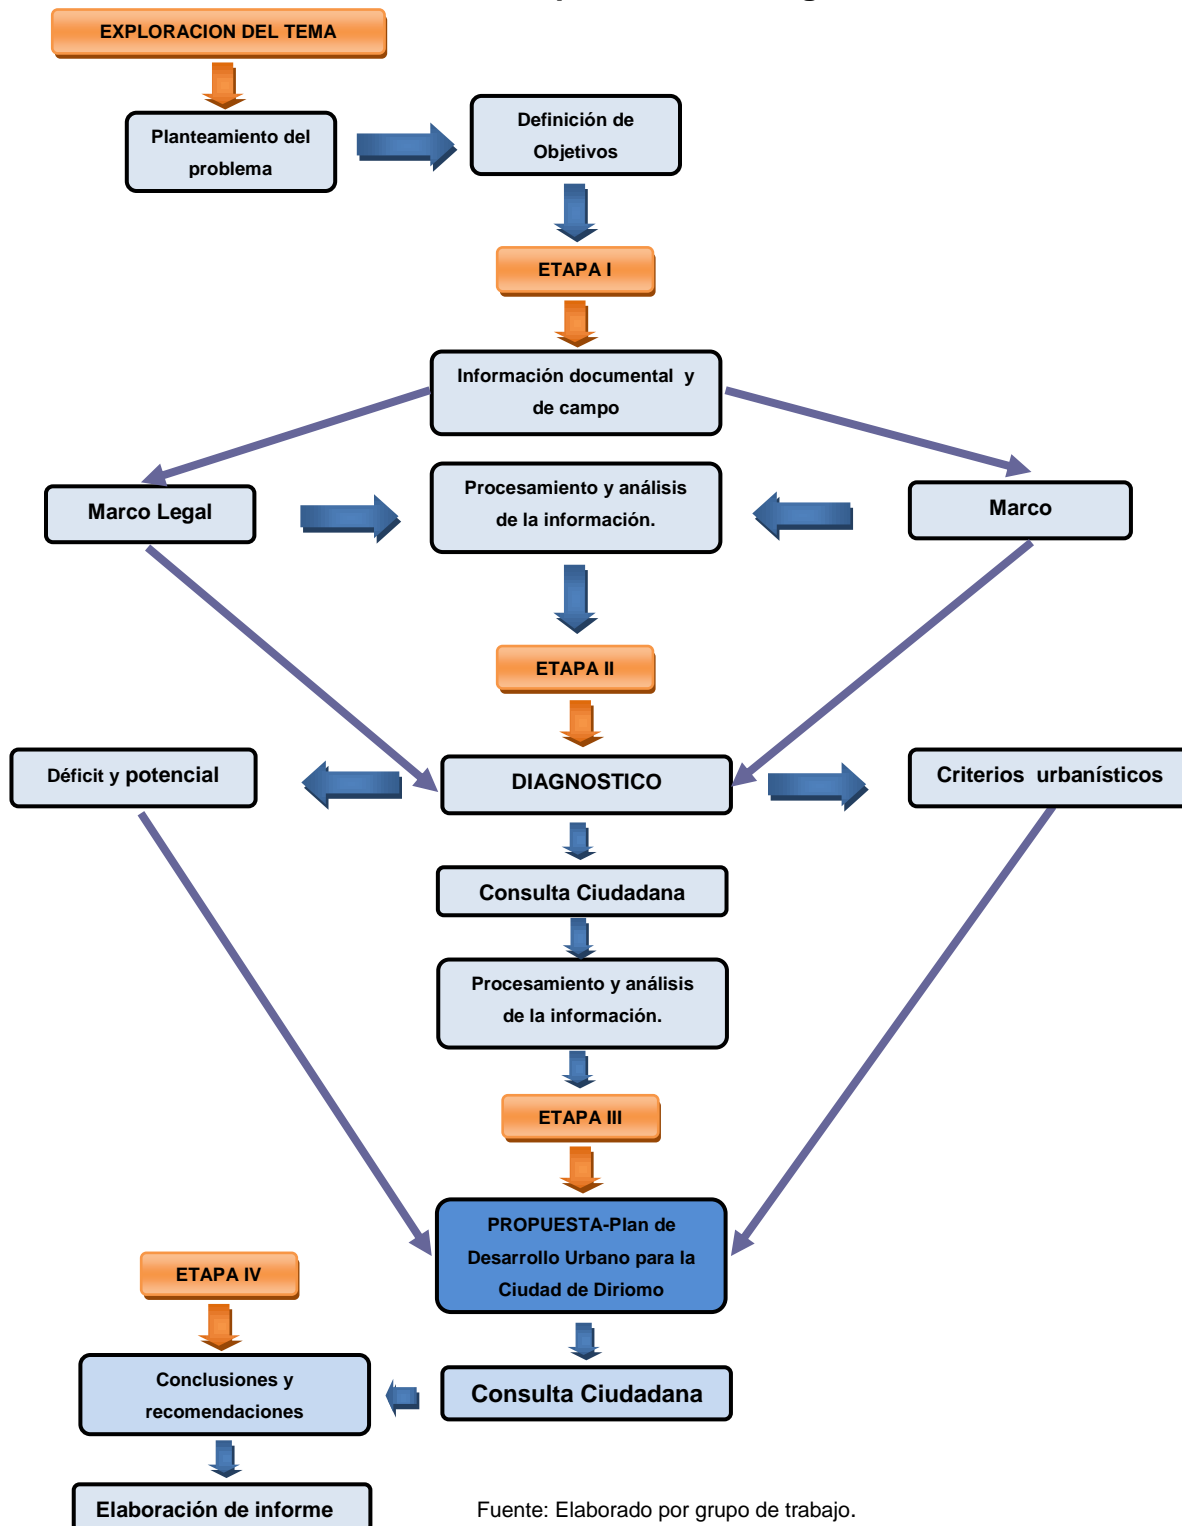 EXPLORACION DEL TEMA
Planteamiento del
problema
Definición de
Objetivos
ETAPA I
Información documental y
de campo
Marco Legal
Procesamiento y análisis
de la información.
Marco
ETAPA II
Déficit y potencial
DIAGNOSTICO
Criterios urbanísticos
Consulta Ciudadana
Procesamiento y análisis
de la información.
ETAPA III
PROPUESTA-Plan de
Desarrollo Urbano para la
Ciudad de Diriomo
ETAPA IV
Conclusiones y
recomendaciones
Consulta Ciudadana
Elaboración de informe
Fuente: Elaborado por grupo de trabajo.